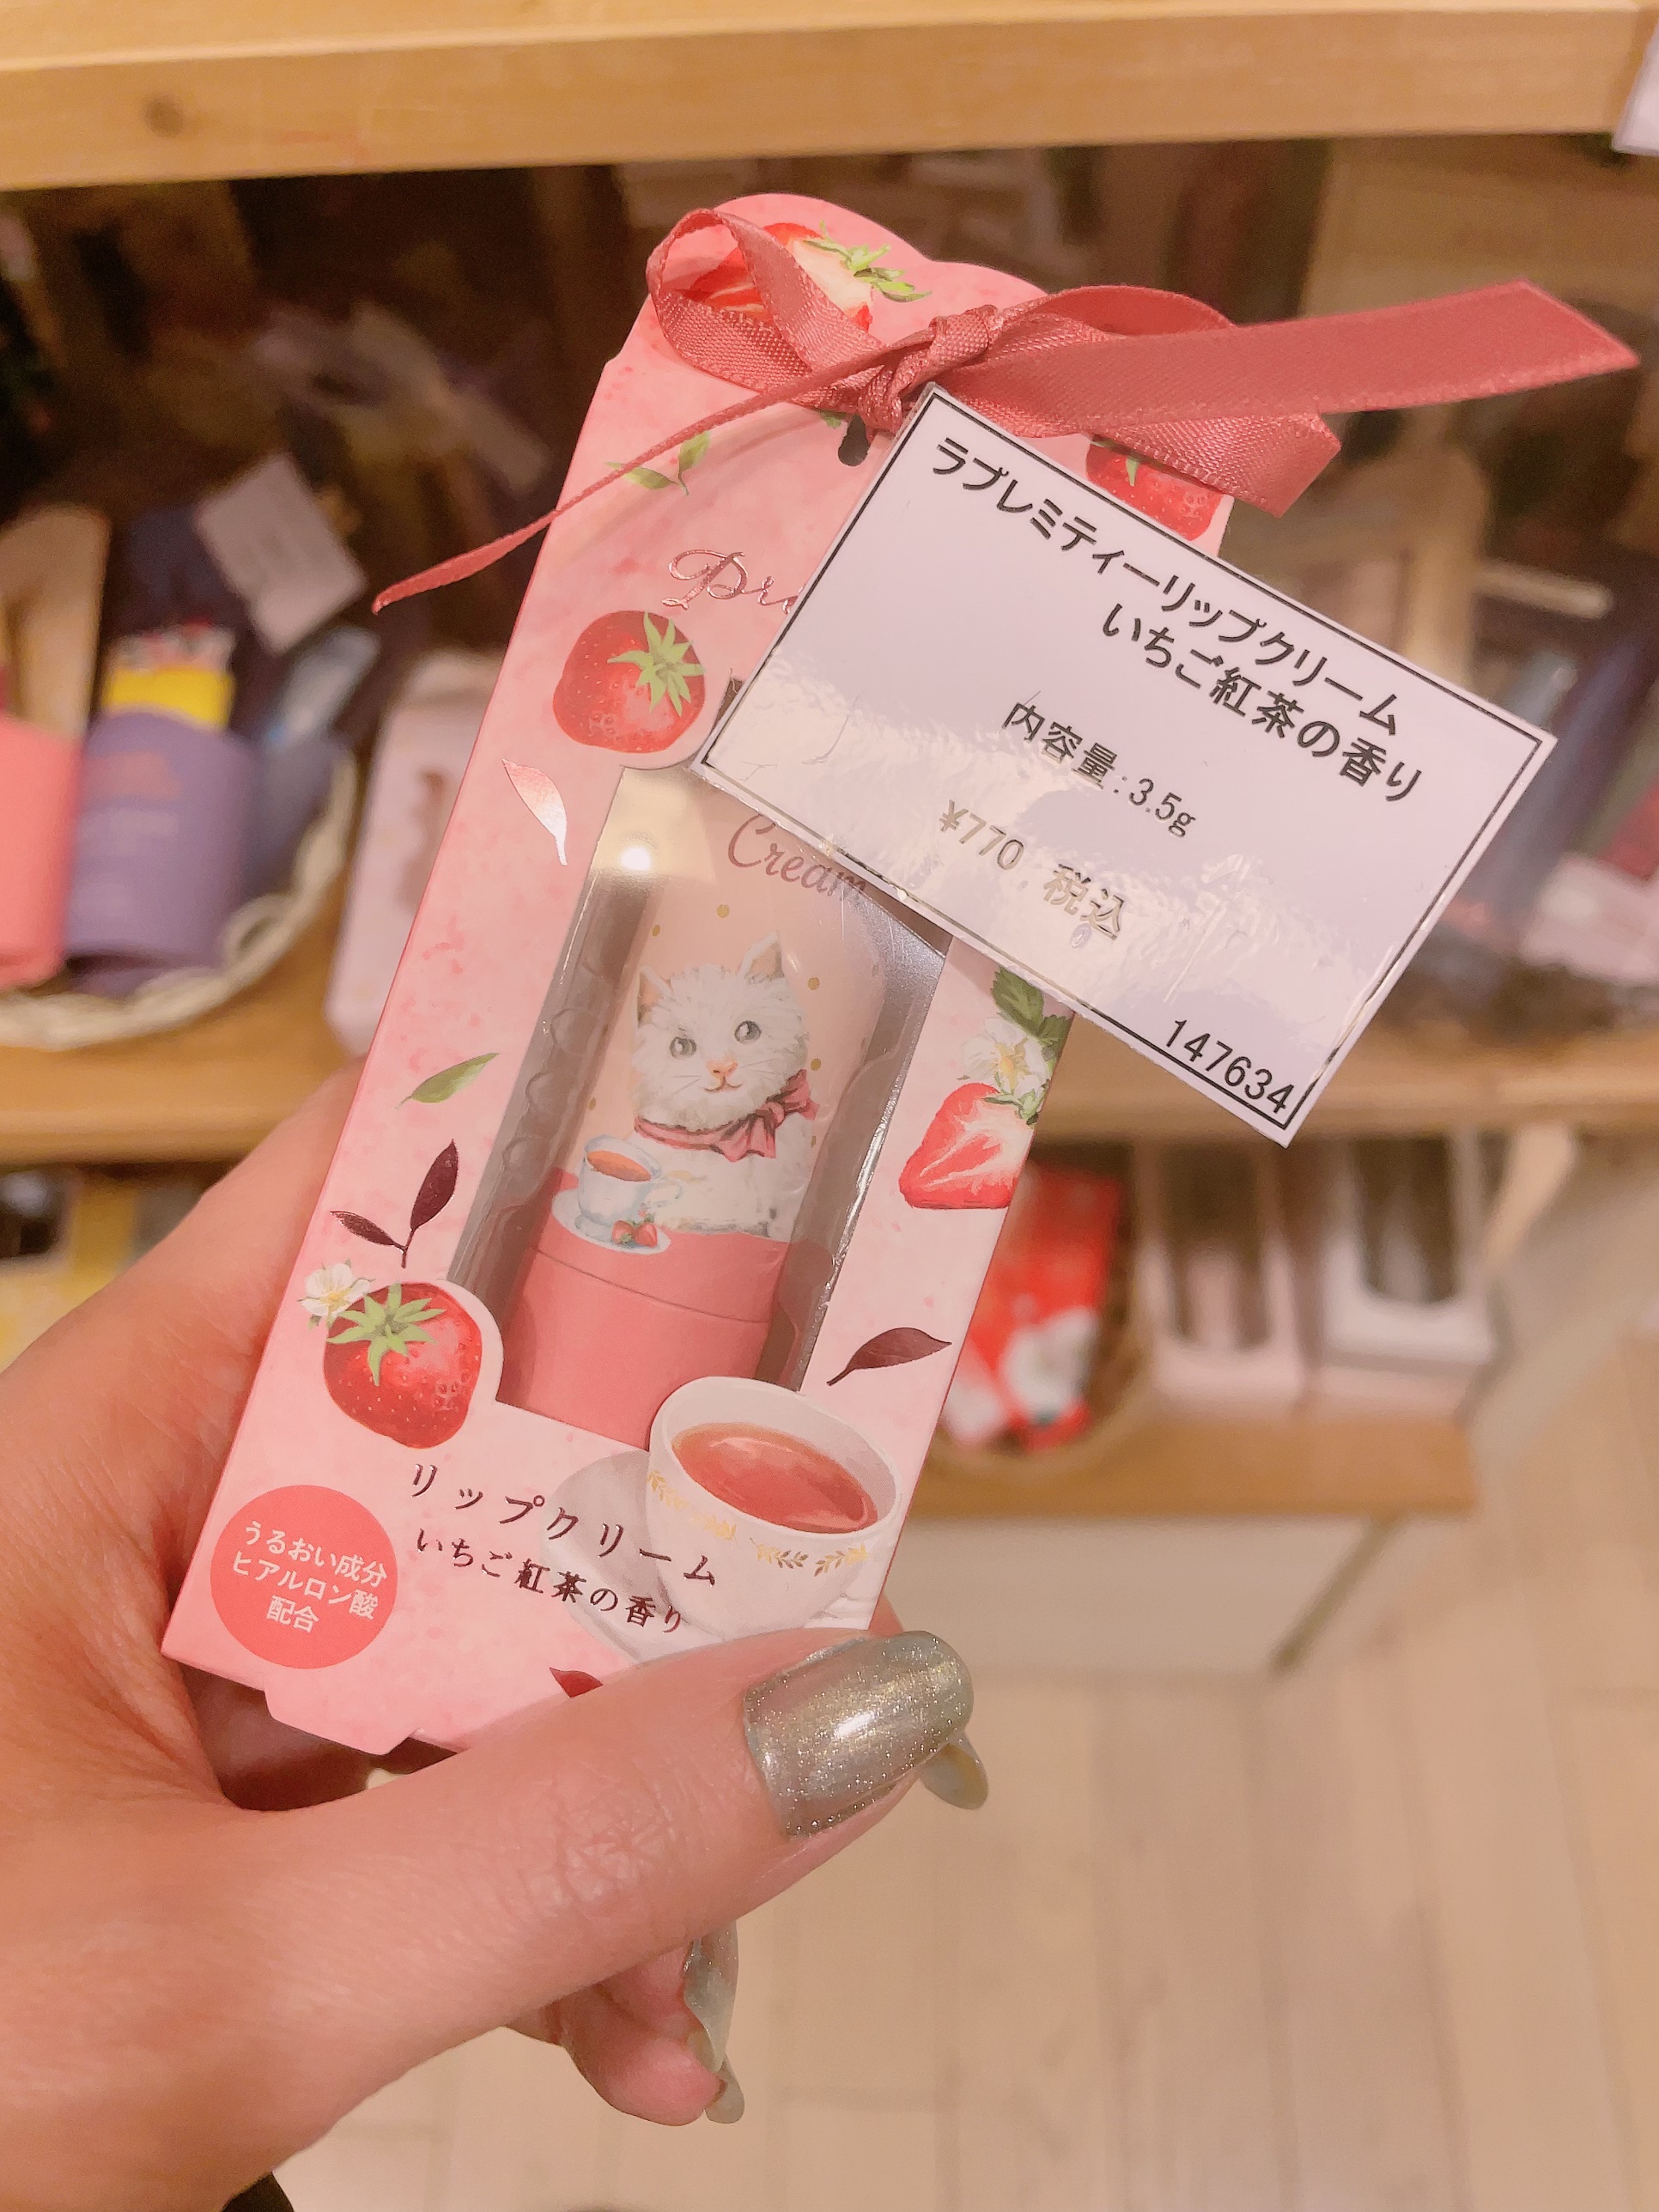 ラプレミティーリップクリーム
いちご紅茶の香り
内容量:3.5g
¥770 税込
147634
Cream
リップクリーム
いちご紅茶の香り
うるおい成分
ヒアルロン酸
配合